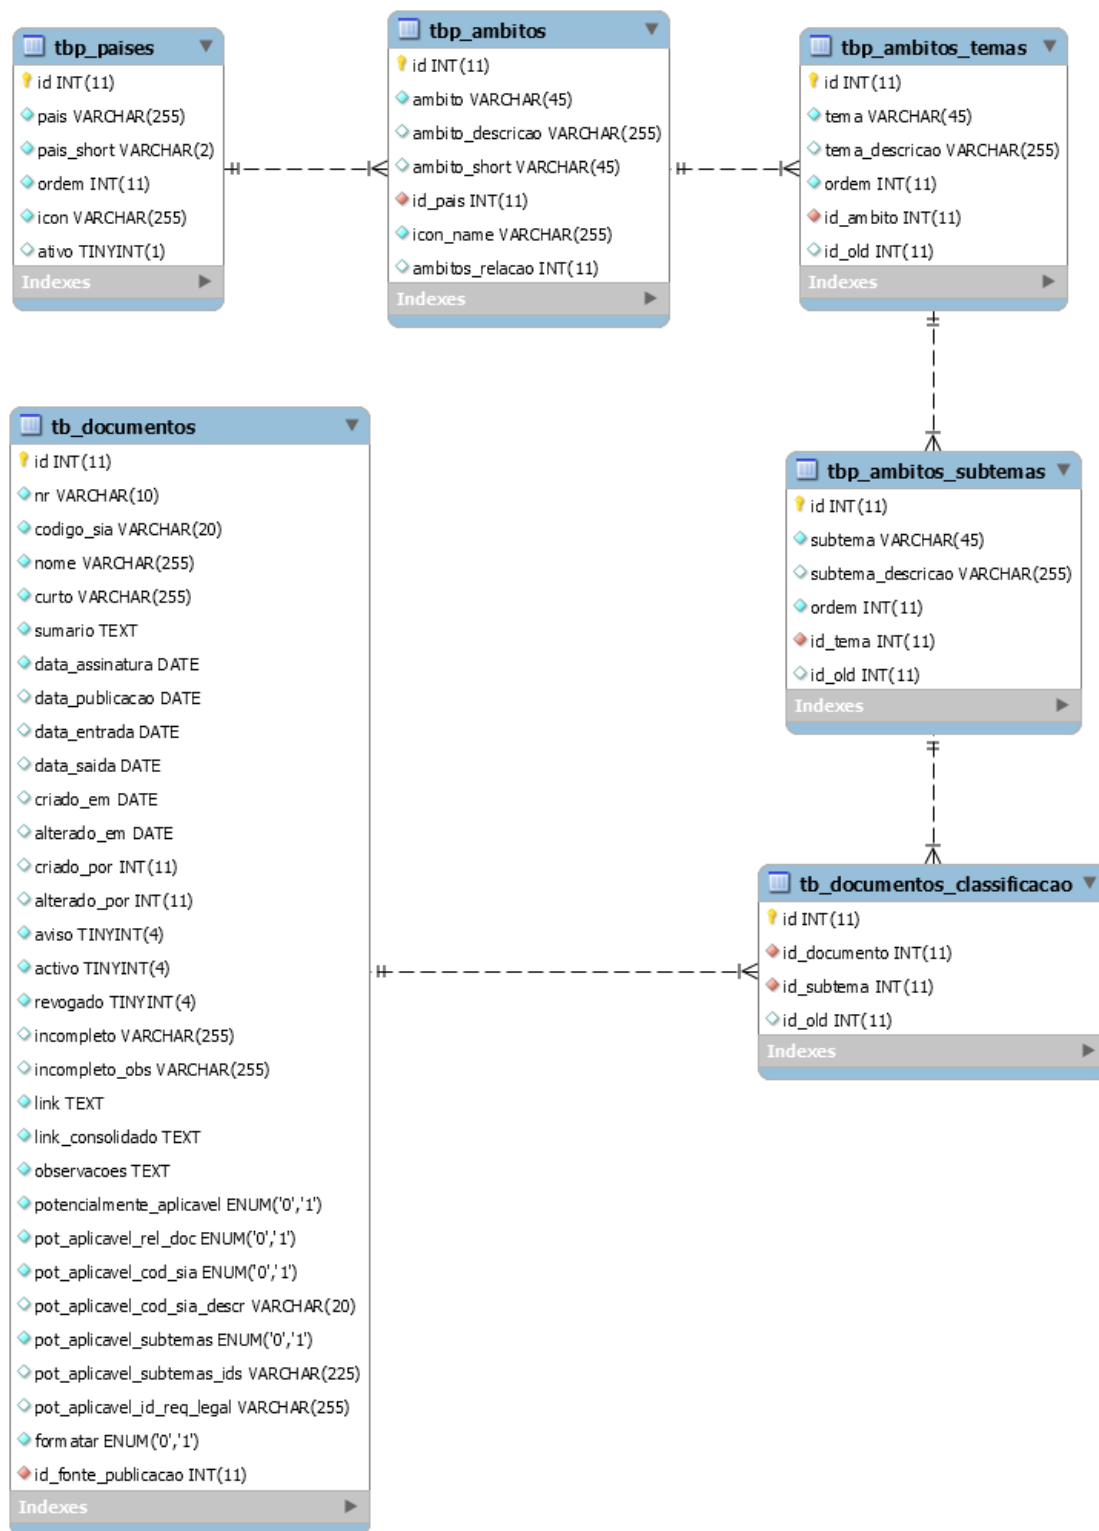 tbp_paises
id INT(11)
pais VARCHAR(255)
pais_short VARCHAR(2)
ordem INT(11)
icon VARCHAR(255)
ativo TINYINT(1)
Indexes
tbp_ambitos
id INT(11)
ambito VARCHAR(45)
ambito_descricao VARCHAR(255)
ambito_short VARCHAR(45)
id_pais INT(11)
icon_name VARCHAR(255)
ambitos_relacao INT(11)
Indexes
tbp_ambitos_temas
id INT(11)
tema VARCHAR(45)
tema_descricao VARCHAR(255)
ordem INT(11)
id_ambito INT(11)
id_old INT(11)
Indexes
tb_documentos
id INT(11)
nr VARCHAR(10)
codigo_sia VARCHAR(20)
nome VARCHAR(255)
curto VARCHAR(255)
sumario TEXT
data_assinatura DATE
data_publicacao DATE
data_entrada DATE
data_saida DATE
criado_em DATE
alterado_em DATE
criado_por INT(11)
alterado_por INT(11)
aviso TINYINT(4)
activo TINYINT(4)
revogado TINYINT(4)
incompleto VARCHAR(255)
incompleto_obs VARCHAR(255)
link TEXT
link_consolidado TEXT
observacoes TEXT
potencialmente_aplicavel ENUM('0','1')
pot_aplicavel_rel_doc ENUM('0','1')
pot_aplicavel_cod_sia ENUM('0','1')
pot_aplicavel_cod_sia_descr VARCHAR(20)
pot_aplicavel_subtemas ENUM('0','1')
pot_aplicavel_subtemas_ids VARCHAR(225)
pot_aplicavel_id_req_legal VARCHAR(255)
formatar ENUM('0','1')
id_fonte_publicacao INT(11)
Indexes
tbp_ambitos_subtemas
id INT(11)
subtema VARCHAR(45)
subtema_descricao VARCHAR(255)
ordem INT(11)
id_tema INT(11)
id_old INT(11)
Indexes
tb_documentos_classificacao
id INT(11)
id_documento INT(11)
id_subtema INT(11)
id_old INT(11)
Indexes